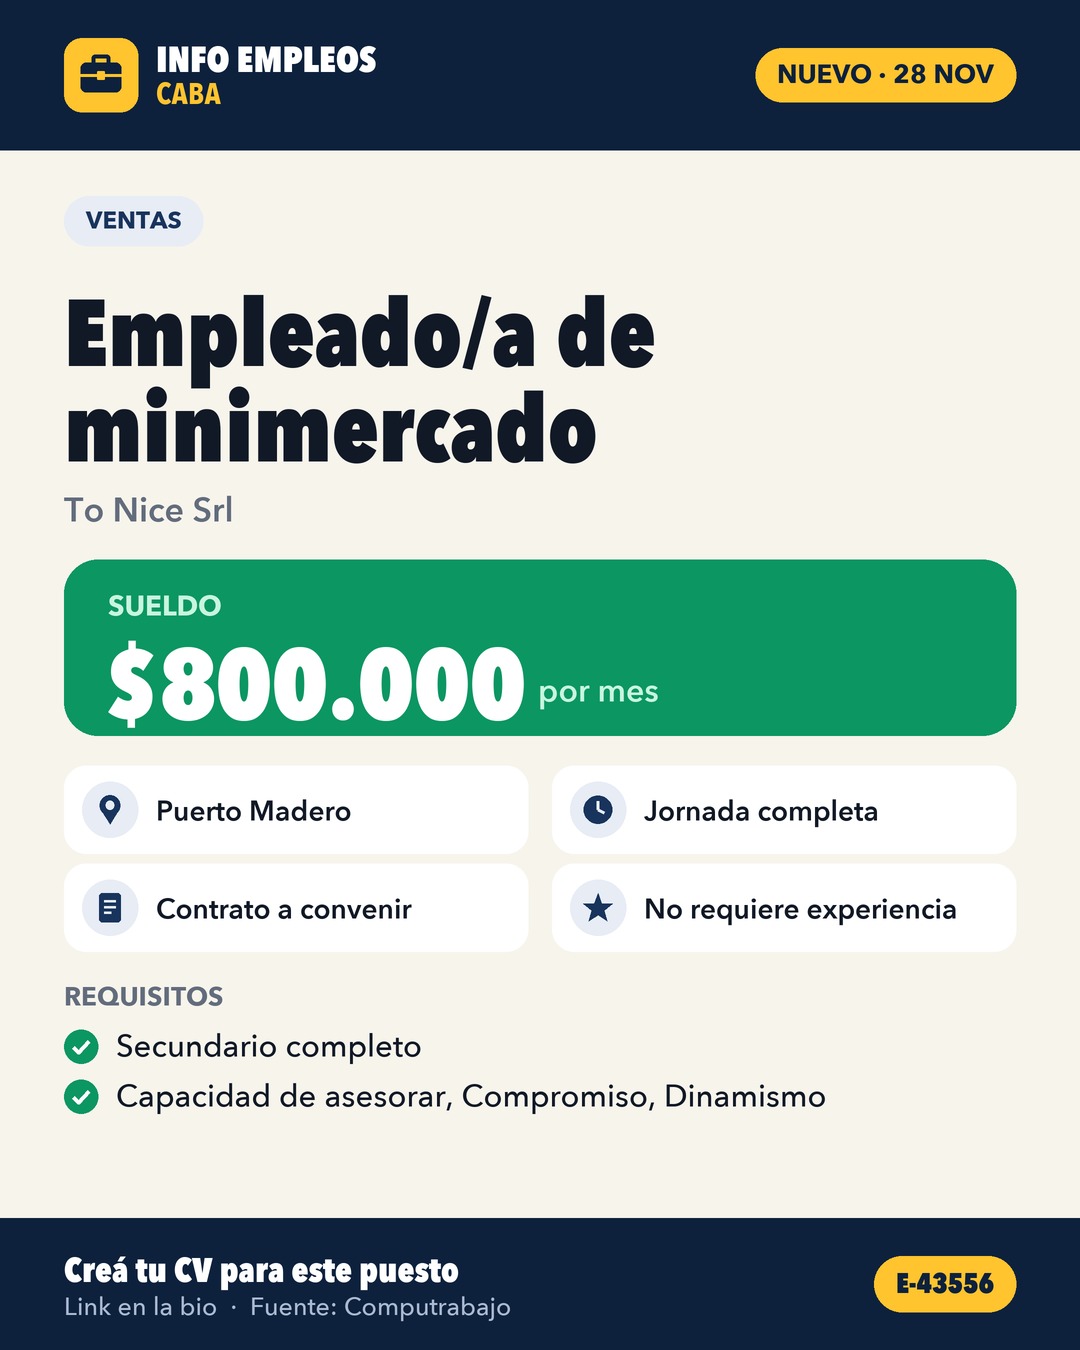 INFO EMPLEOS
CABA
NUEVO · 28 NOV
VENTAS
Empleado/a de
minimercado
To Nice Srl
SUELDO
$800.000 por mes
Puerto Madero
Jornada completa
Contrato a convenir
No requiere experiencia
REQUISITOS
Secundario completo
Capacidad de asesorar, Compromiso, Dinamismo
Creá tu CV para este puesto
Link en la bio · Fuente: Computrabajo
E-43556